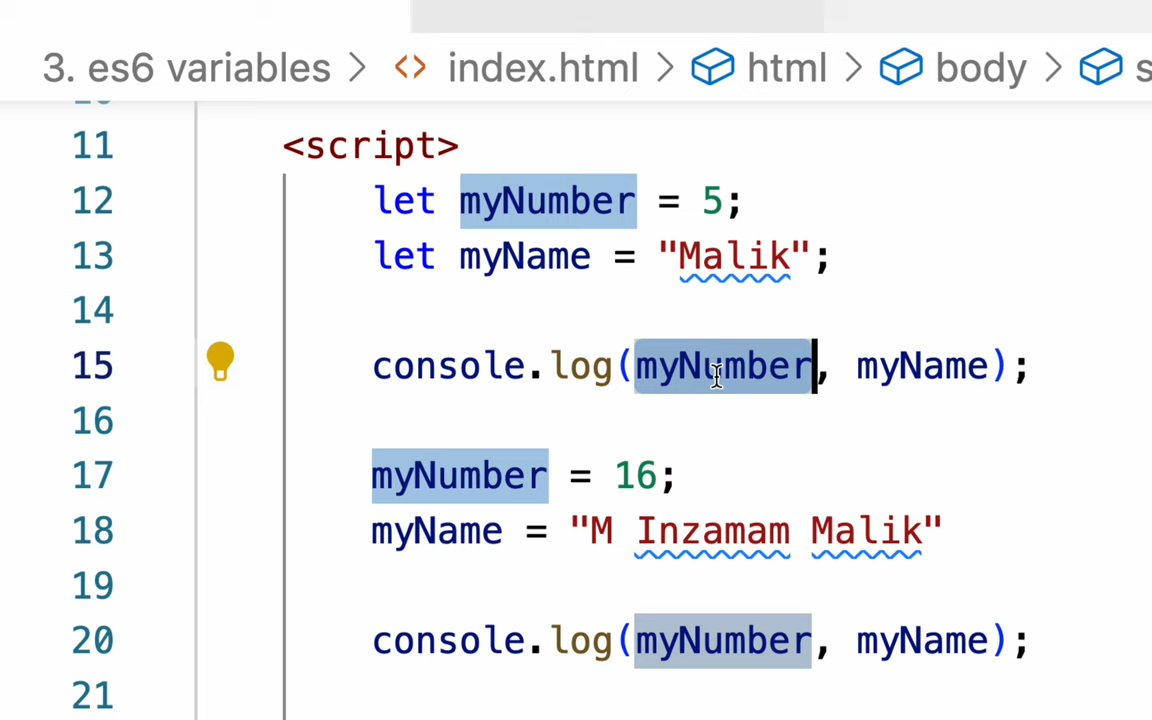 3. es6 variables > <> index.html > html > body > s
11 <script>
12 let myNumber = 5;
13 let myName = "Malik";
14
15 console.log(myNumber, myName);
16
17 myNumber = 16;
18 myName = "M Inzamam Malik"
19
20 console.log(myNumber, myName);
21